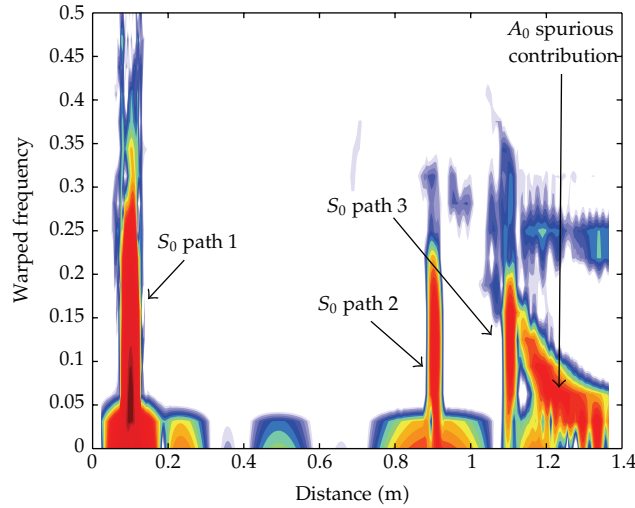 A0 spurious
contribution
0.5
0.45
0.4
0.35
0.3
0.25
0.2
0.15
0.1
0.05
0
Warped frequency
S0 path 1
S0 path 2
S0 path 3
0 0.2 0.4 0.6 0.8 1 1.2 1.4
Distance (m)